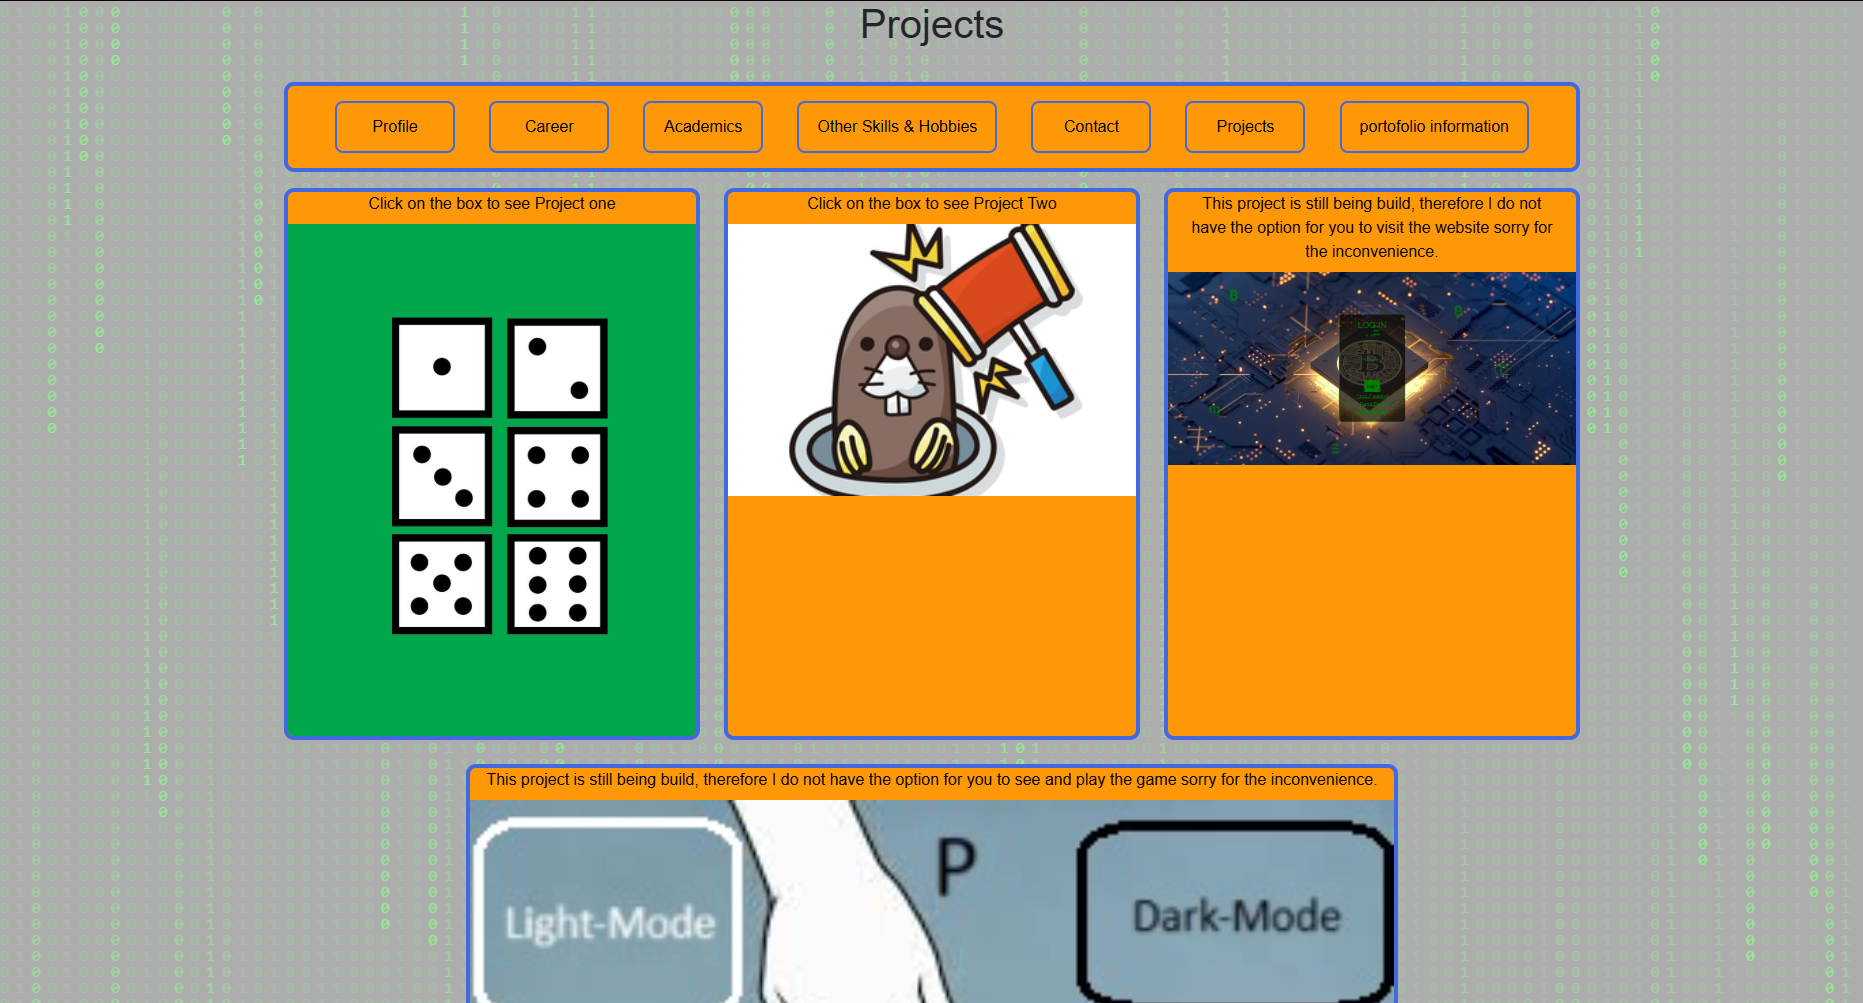 Projects
Profile
Career
Academics
Other Skills & Hobbies
Contact
Projects
portofolio information
Click on the box to see Project one
Click on the box to see Project Two
This project is still being build, therefore I do not
have the option for you to visit the website sorry for
the inconvenience.
LOG IN
This project is still being build, therefore I do not have the option for you to see and play the game sorry for the inconvenience.
Light-Mode
P
Dark-Mode